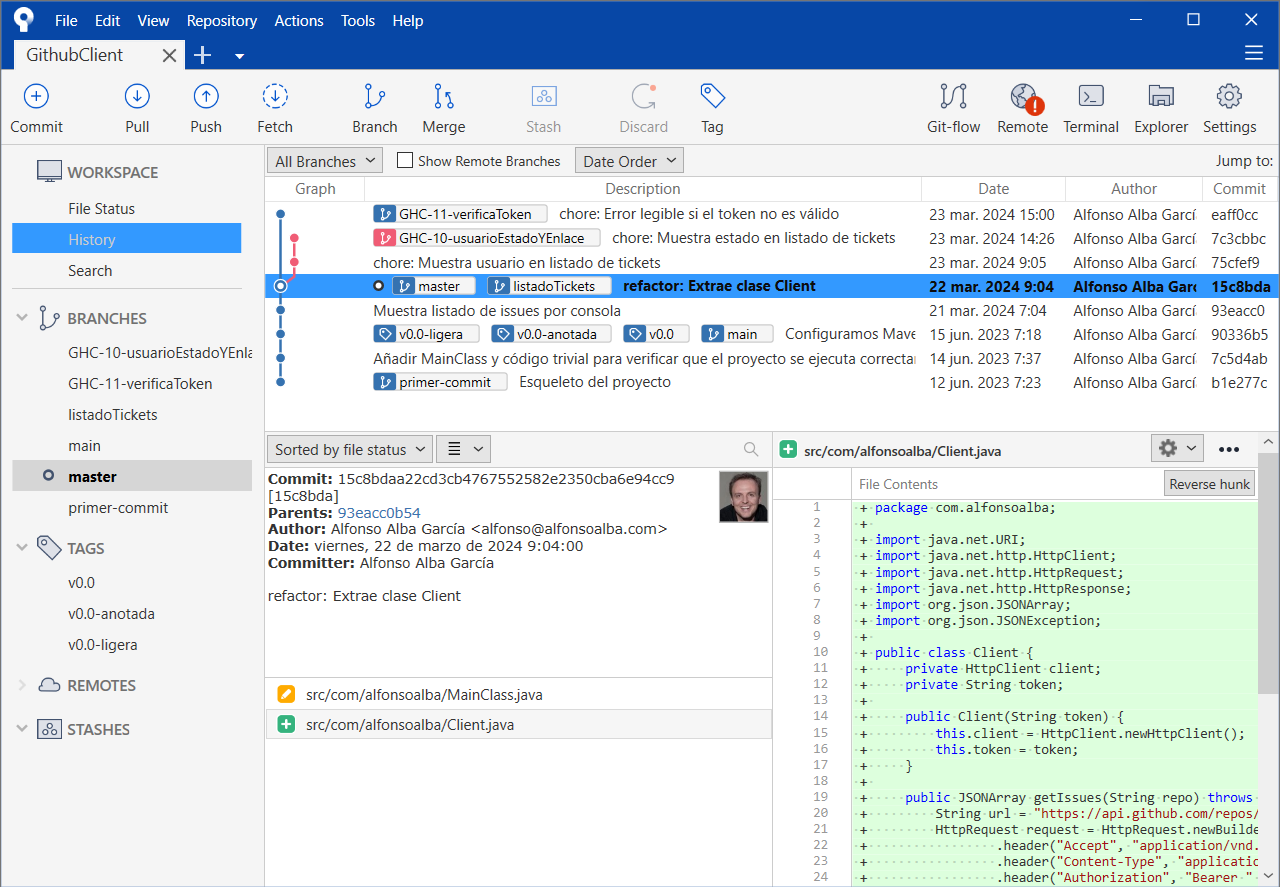 File Edit View Repository Actions Tools Help
GithubClient
Commit Pull Push Fetch Branch Merge Stash Discard Tag Git-flow Remote Terminal Explorer Settings
WORKSPACE
File Status
History
Search
BRANCHES
GHC-10-usuarioEstadoYEnla
GHC-11-verificaToken
listadoTickets
main
master
primer-commit
TAGS
v0.0
v0.0-anotada
v0.0-ligera
REMOTES
STASHES
All Branches Show Remote Branches Date Order Jump to:
Graph Description Date Author Commit
GHC-11-verificaToken chore: Error legible si el token no es válido 23 mar. 2024 15:00 Alfonso Alba Garcí eaff0cc
GHC-10-usuarioEstadoYEnlace chore: Muestra estado en listado de tickets 23 mar. 2024 14:26 Alfonso Alba Garcí 7c3cbbc
chore: Muestra usuario en listado de tickets 23 mar. 2024 9:05 Alfonso Alba Garcí 75cfef9
master listadoTickets refactor: Extrae clase Client 22 mar. 2024 9:04 Alfonso Alba Garc 15c8bda
Muestra listado de issues por consola 21 mar. 2024 7:04 Alfonso Alba Garcí 93eacc0
v0.0-ligera v0.0-anotada v0.0 main Configuramos Mave 15 jun. 2023 7:18 Alfonso Alba Garcí 90336b5
Añadir MainClass y código trivial para verificar que el proyecto se ejecuta correctar 14 jun. 2023 7:37 Alfonso Alba Garcí 7c5d4ab
primer-commit Esqueleto del proyecto 12 jun. 2023 7:23 Alfonso Alba Garcí b1e277c
Sorted by file status
Commit: 15c8bdaa22cd3cb4767552582e2350cba6e94cc9
[15c8bda]
Parents: 93eacc0b54
Author: Alfonso Alba García <alfonso@alfonsoalba.com>
Date: viernes, 22 de marzo de 2024 9:04:00
Committer: Alfonso Alba García
refactor: Extrae clase Client
src/com/alfonsoalba/MainClass.java
src/com/alfonsoalba/Client.java
src/com/alfonsoalba/Client.java
File Contents Reverse hunk
1 + package com.alfonsoalba;
2 +
3 + import java.net.URI;
4 + import java.net.http.HttpClient;
5 + import java.net.http.HttpRequest;
6 + import java.net.http.HttpResponse;
7 + import org.json.JSONArray;
8 + import org.json.JSONException;
9 +
10 + public class Client {
11 + private HttpClient client;
12 + private String token;
13 +
14 + public Client(String token) {
15 + this.client = HttpClient.newHttpClient();
16 + this.token = token;
17 + }
18 +
19 + public JSONArray getIssues(String repo) throws
20 + String url = "https://api.github.com/repos/
21 + HttpRequest request = HttpRequest.newBuilde
22 + .header("Accept", "application/vnd.
23 + .header("Content-Type", "applicatio
24 + .header("Authorization", "Bearer "